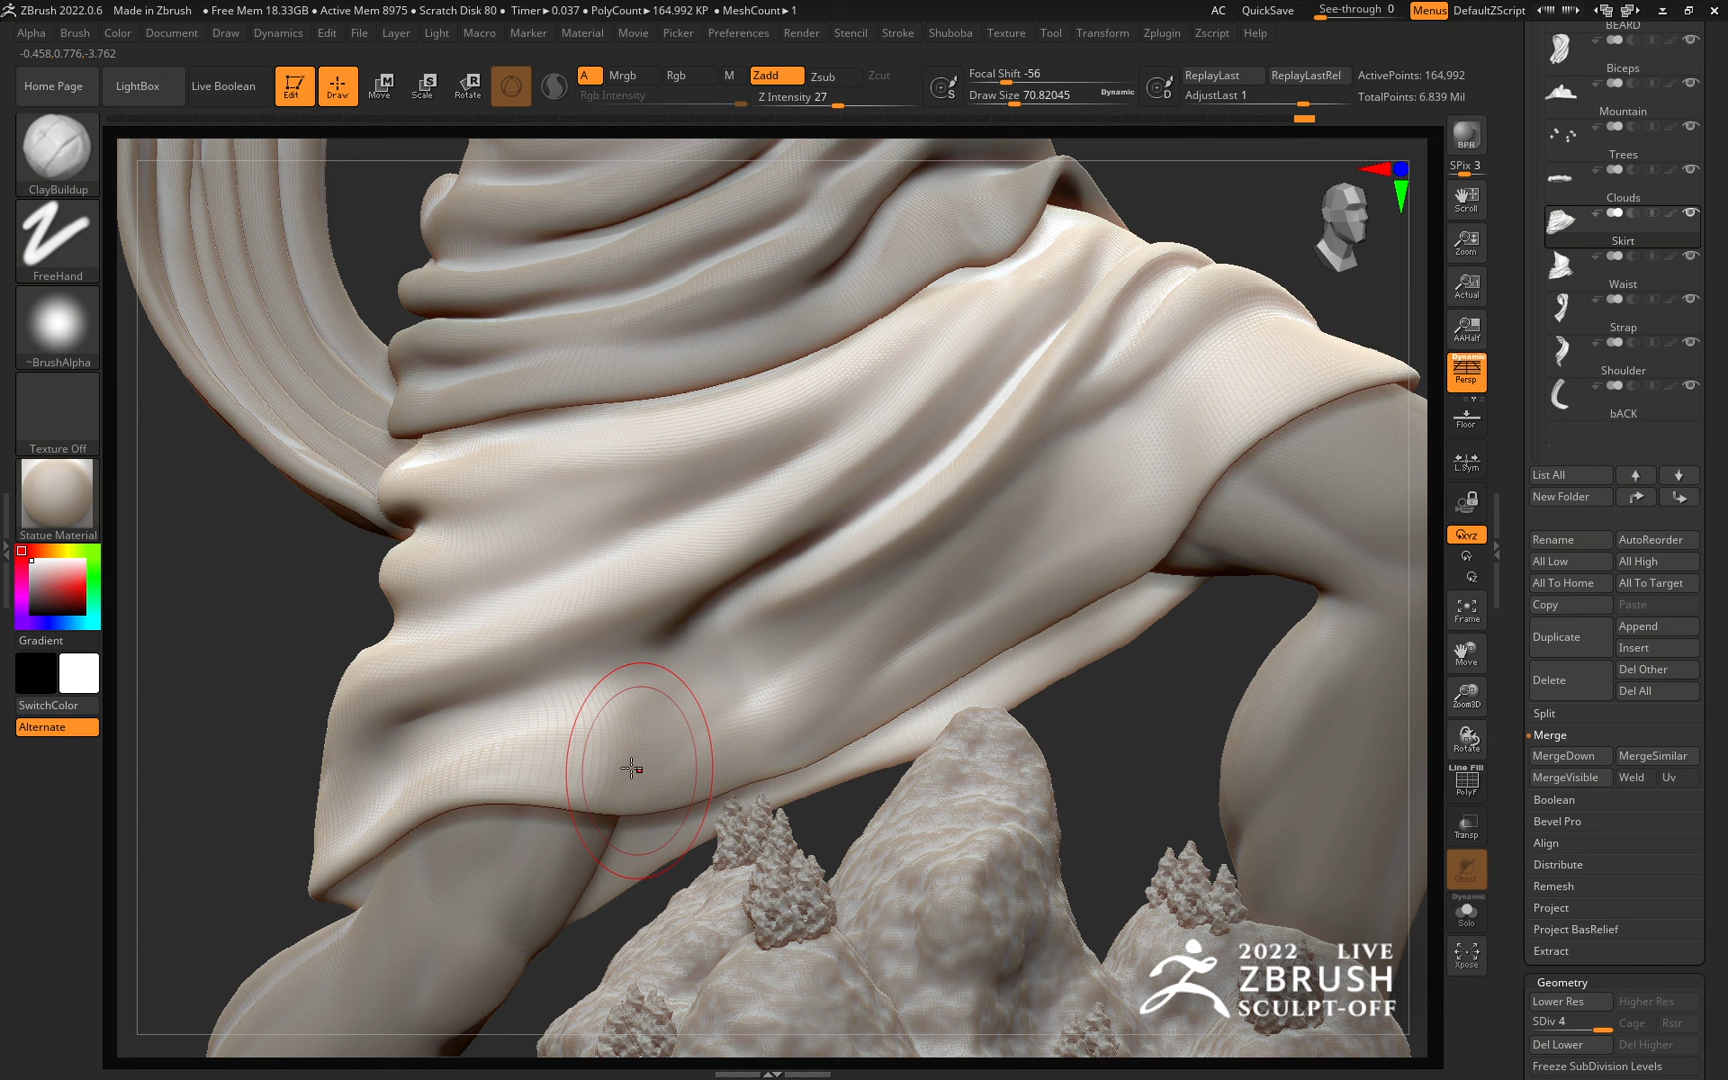 ZBrush 2022.0.6 Made in Zbrush • Free Mem 18.33GB • Active Mem 8975 • Scratch Disk 80 • Timer▸0.037 • PolyCount▸164.992 KP • MeshCount▸1 AC QuickSave See-through 0 Menus DefaultZScript
Alpha Brush Color Document Draw Dynamics Edit File Layer Light Macro Marker Material Movie Picker Preferences Render Stencil Stroke Shuboba Texture Tool Transform Zplugin Zscript Help
-0.458,0.776,-3.762
Home Page LightBox Live Boolean Edit Draw Move Scale Rotate
A Mrgb Rgb M Zadd Zsub Zcut
Rgb Intensity Z Intensity 27
S Focal Shift -56
Draw Size 70.82045 Dynamic
D ReplayLast ReplayLastRel
AdjustLast 1
ActivePoints: 164,992
TotalPoints: 6.839 Mil
ClayBuildup
FreeHand
~BrushAlpha
Texture Off
Statue Material
Gradient
SwitchColor
Alternate
2022 LIVE
ZBRUSH
SCULPT-OFF
BPR
SPix 3
Scroll
Zoom
Actual
AAHalf
Dynamic
Persp
Floor
L.Sym
XYZ
Y
Z
Frame
Move
Zoom3D
Rotate
Line Fill
PolyF
Transp
Ghost
Dynamic
Solo
Xpose
BEARD
Biceps
Mountain
Trees
Clouds
Skirt
Waist
Strap
Shoulder
bACK
List All
New Folder
Rename AutoReorder
All Low All High
All To Home All To Target
Copy Paste
Duplicate Append
Insert
Delete Del Other
Del All
Split
Merge
MergeDown MergeSimilar
MergeVisible Weld Uv
Boolean
Bevel Pro
Align
Distribute
Remesh
Project
Project BasRelief
Extract
Geometry
Lower Res Higher Res
SDiv 4 Cage Rstr
Del Lower Del Higher
Freeze SubDivision Levels